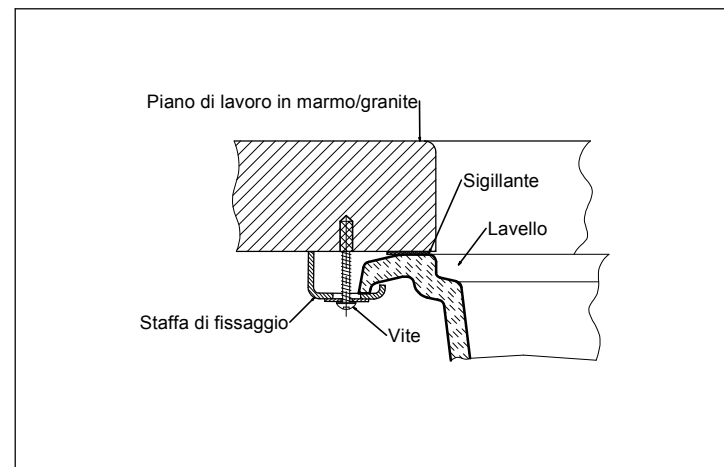 Piano di lavoro in marmo/granite
Sigillante
Lavello
Staffa di fissaggio
Vite